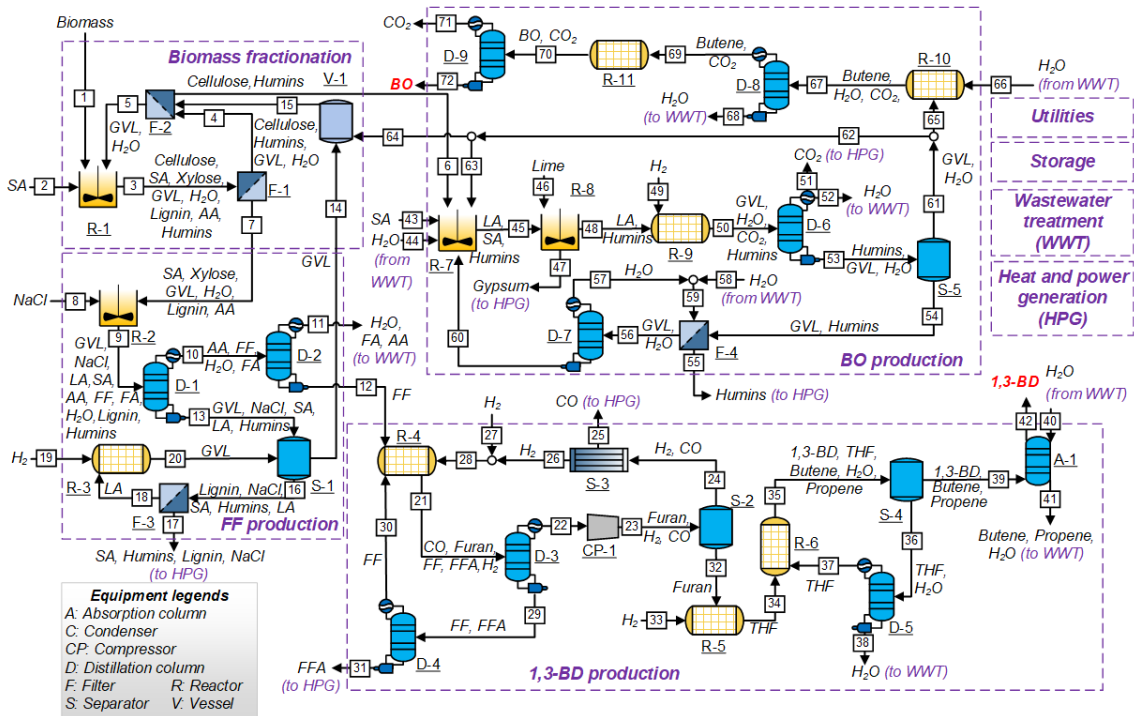 Biomass
Biomass fractionation
V-1
Cellulose,Humins
1
5
F-2
4
15
GVL,
H₂O
Cellulose,
Humins,
GVL, H₂O
SA
2
3
Cellulose,
SA, Xylose,
GVL, H₂O,
Lignin, AA,
Humins
F-1
R-1
7
14
GVL
SA, Xylose,
GVL, H₂O,
Lignin, AA
NaCl
8
R-2
9
GVL,
NaCl,
LA,SA,
AA, FF, FA,
H₂O,Lignin,
Humins
10
AA, FF,
H₂O, FA
D-1
D-2
11
H₂O,
FA, AA
(to WWT)
12
FF
13
GVL, NaCl, SA,
LA, Humins
H₂
19
20
GVL
S-1
R-3
LA
18
16
Lignin, NaCl,
SA, Humins, LA
F-3
17
FF production
SA, Humins, Lignin, NaCl
(to HPG)
Equipment legends
A: Absorption column
C: Condenser
CP: Compressor
D: Distillation column
F: Filter
R: Reactor
S: Separator
V: Vessel
CO₂
71
D-9
BO, CO₂
70
R-11
69
Butene,
CO₂
D-8
67
Butene,
H₂O, CO₂,
R-10
H₂O
66
(from WWT)
BO
72
H₂O
(to WWT)
68
65
64
62
6
63
Lime
46
R-8
H₂
49
CO₂ (to HPG)
51
52
H₂O
(to WWT)
GVL,
H₂O
61
SA
43
H₂O
44
(from
WWT)
R-7
LA,
SA,
Humins
45
48
LA,
Humins
R-9
50
GVL,
H₂O,
CO₂,
Humins
D-6
53
Humins,
GVL, H₂O
S-5
47
Gypsum
(to HPG)
57
H₂O
58
H₂O
(from WWT)
59
54
60
D-7
56
GVL,
H₂O
F-4
GVL, Humins
55
Humins (to HPG)
BO production
Utilities
Storage
Wastewater
treatment
(WWT)
Heat and power
generation
(HPG)
1,3-BD
H₂O
(from WWT)
42
40
A-1
41
Butene, Propene,
H₂O (to WWT)
CO (to HPG)
25
H₂
27
R-4
28
H₂
26
S-3
H₂, CO
24
S-2
30
FF
21
CO, Furan,
FF, FFA,H₂
D-3
22
CP-1
23
Furan,
H₂, CO
32
Furan
H₂
33
R-5
THF
34
R-6
35
1,3-BD, THF,
Butene, H₂O,
Propene
S-4
1,3-BD,
Butene,
Propene
39
36
THF,
H₂O
37
THF
D-5
38
H₂O (to WWT)
29
FF, FFA
D-4
FFA
31
(to HPG)
1,3-BD production